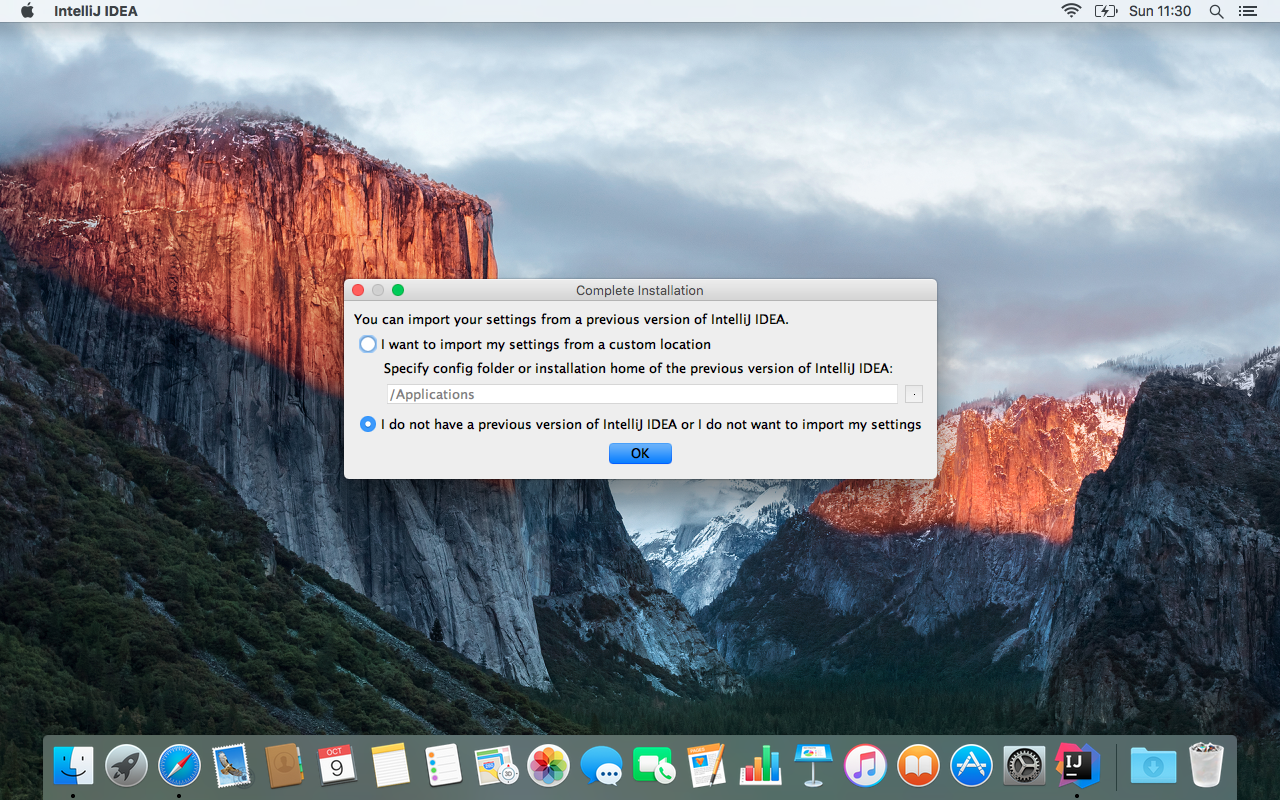 IntelliJ IDEA
Sun 11:30
Complete Installation
You can import your settings from a previous version of IntelliJ IDEA.
I want to import my settings from a custom location
Specify config folder or installation home of the previous version of IntelliJ IDEA:
/Applications
.
I do not have a previous version of IntelliJ IDEA or I do not want to import my settings
OK
OCT
9
3D
PAGES
IJ